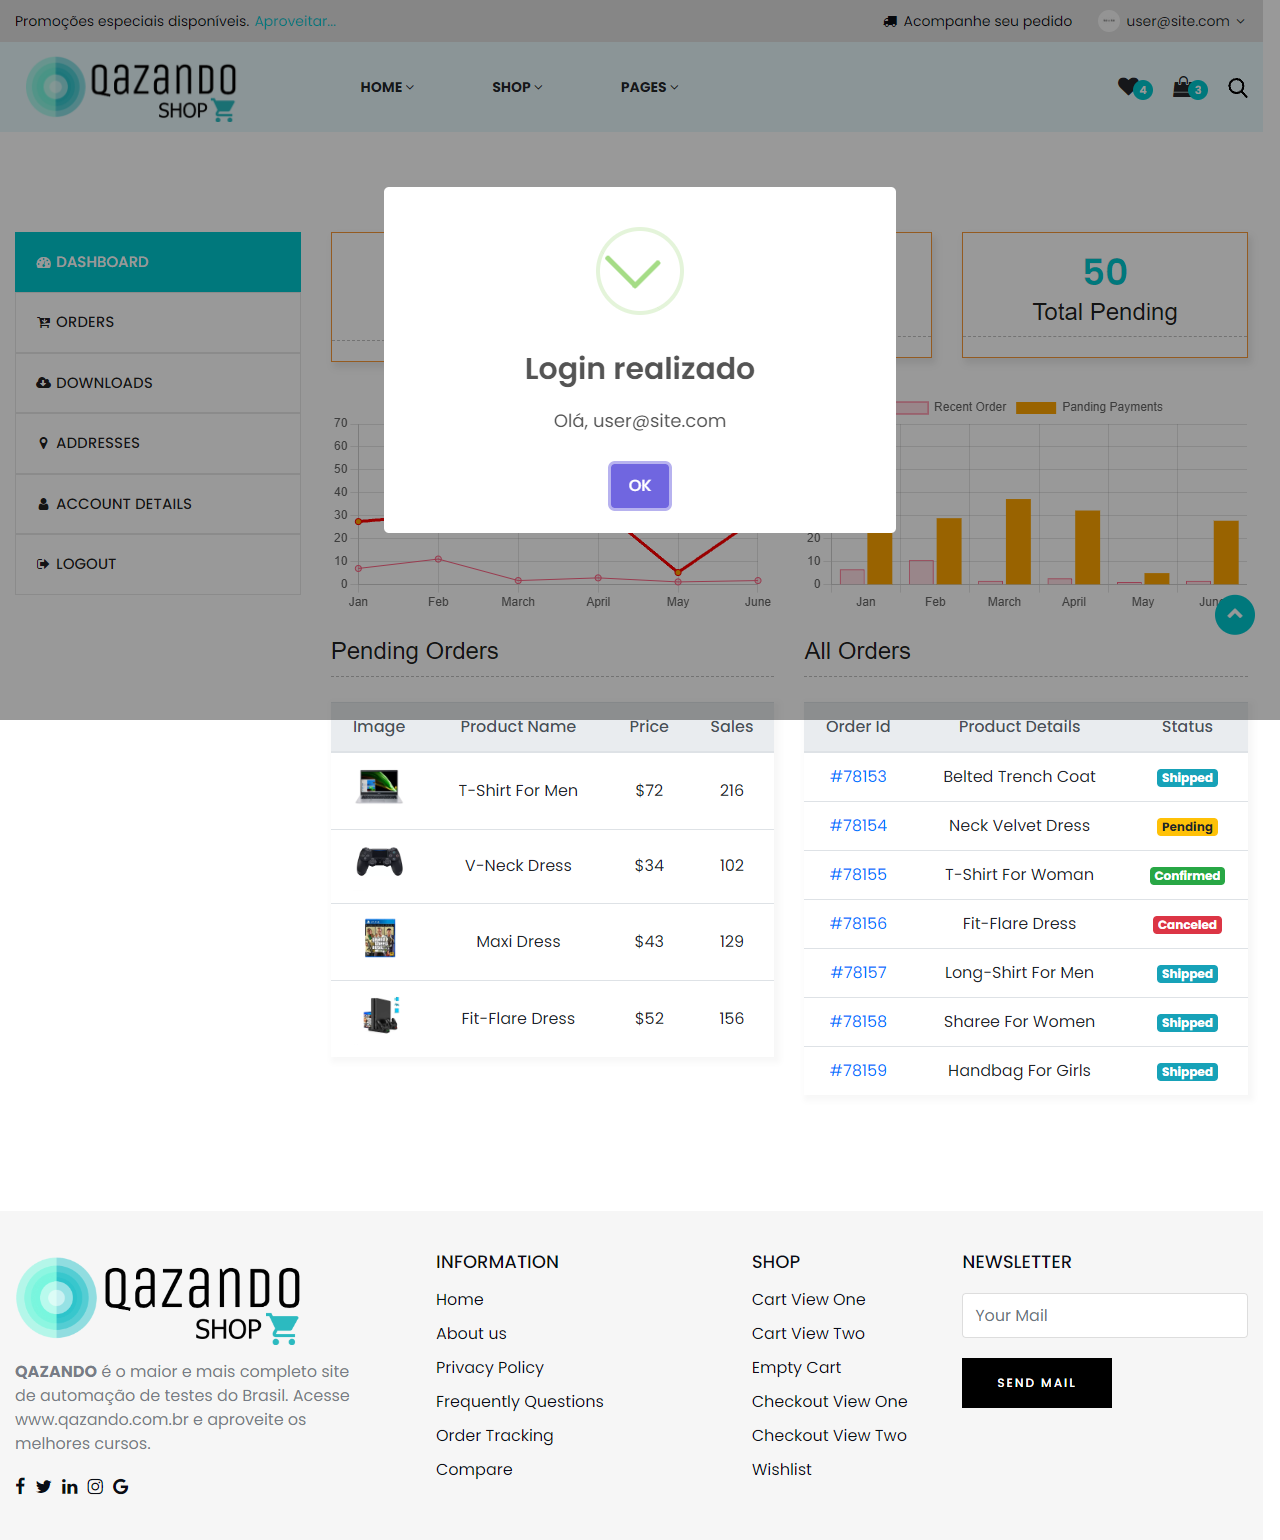 Promoções especiais disponíveis. Aproveitar...
Acompanhe seu pedido
user@site.com
QAZANDO
SHOP
HOME
SHOP
PAGES
4
3
DASHBOARD
ORDERS
DOWNLOADS
ADDRESSES
ACCOUNT DETAILS
LOGOUT
Login realizado
Olá, user@site.com
OK
50
Total Pending
70
60
50
40
30
20
10
0
Jan Feb March April May June
Recent Order Panding Payments
20
10
0
Jan Feb March April May
Pending Orders
Image Product Name Price Sales
T-Shirt For Men $72 216
V-Neck Dress $34 102
Maxi Dress $43 129
Fit-Flare Dress $52 156
All Orders
Order Id Product Details Status
#78153 Belted Trench Coat Shipped
#78154 Neck Velvet Dress Pending
#78155 T-Shirt For Woman Confirmed
#78156 Fit-Flare Dress Canceled
#78157 Long-Shirt For Men Shipped
#78158 Sharee For Women Shipped
#78159 Handbag For Girls Shipped
QAZANDO
SHOP
QAZANDO é o maior e mais completo site
de automação de testes do Brasil. Acesse
www.qazando.com.br e aproveite os
melhores cursos.
INFORMATION
Home
About us
Privacy Policy
Frequently Questions
Order Tracking
Compare
SHOP
Cart View One
Cart View Two
Empty Cart
Checkout View One
Checkout View Two
Wishlist
NEWSLETTER
Your Mail
SEND MAIL